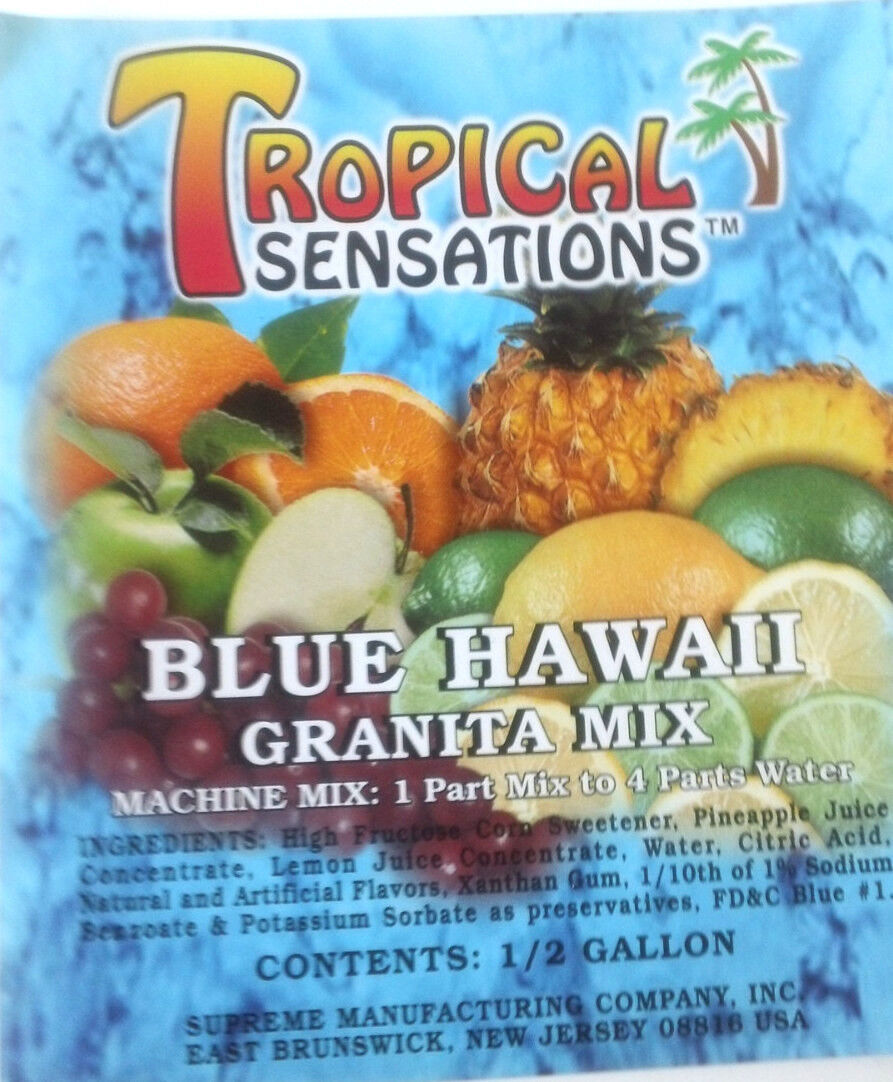 TROPICAL
SENSATIONS™
BLUE HAWAII
GRANITA MIX
MACHINE MIX: 1 Part Mix to 4 Parts Water
INGREDIENTS: High Fructose Corn Sweetener, Pineapple Juice
Concentrate, Lemon Juice Concentrate, Water, Citric Acid,
Natural and Artificial Flavors, Xanthan Gum, 1/10th of 1% Sodium
Benzoate & Potassium Sorbate as preservatives, FD&C Blue #1
CONTENTS: 1/2 GALLON
SUPREME MANUFACTURING COMPANY, INC.
EAST BRUNSWICK, NEW JERSEY 08816 USA